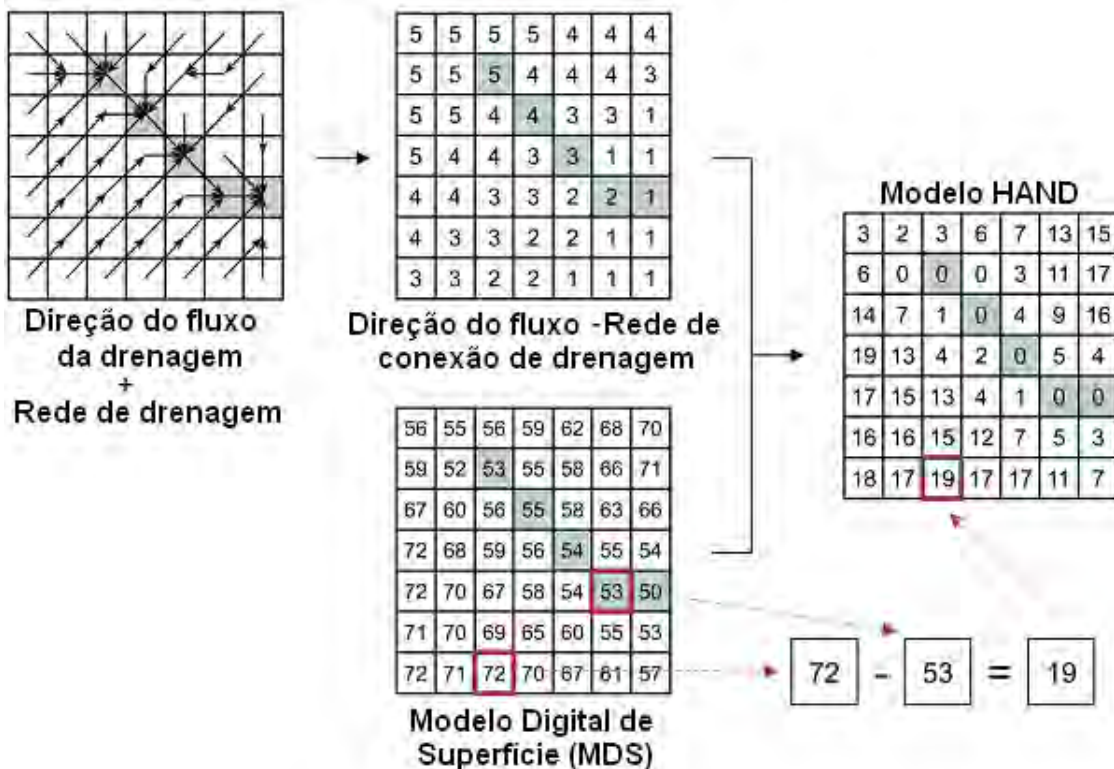 5 5 5 5 4 4 4
5 5 5 4 4 4 3
5 5 4 4 3 3 1
5 4 4 3 3 1 1
4 4 3 3 2 2 1
4 3 3 2 2 1 1
3 3 2 2 1 1 1
Direção do fluxo
da drenagem
+
Rede de drenagem
Direção do fluxo -Rede de
conexão de drenagem
56 55 56 59 62 68 70
59 52 53 55 58 66 71
67 60 56 55 58 63 66
72 68 59 56 54 55 54
72 70 67 58 54 53 50
71 70 69 65 60 55 53
72 71 72 70 67 61 57
Modelo Digital de
Superfície (MDS)
Modelo HAND
3 2 3 6 7 13 15
6 0 0 0 3 11 17
14 7 1 0 4 9 16
19 13 4 2 0 5 4
17 15 13 4 1 0 0
16 16 15 12 7 5 3
18 17 19 17 17 11 7
72 - 53 = 19